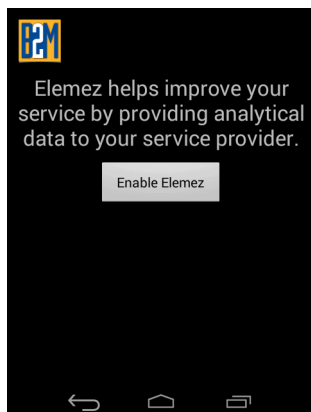 B2M
Elemez helps improve your
service by providing analytical
data to your service provider.
Enable Elemez